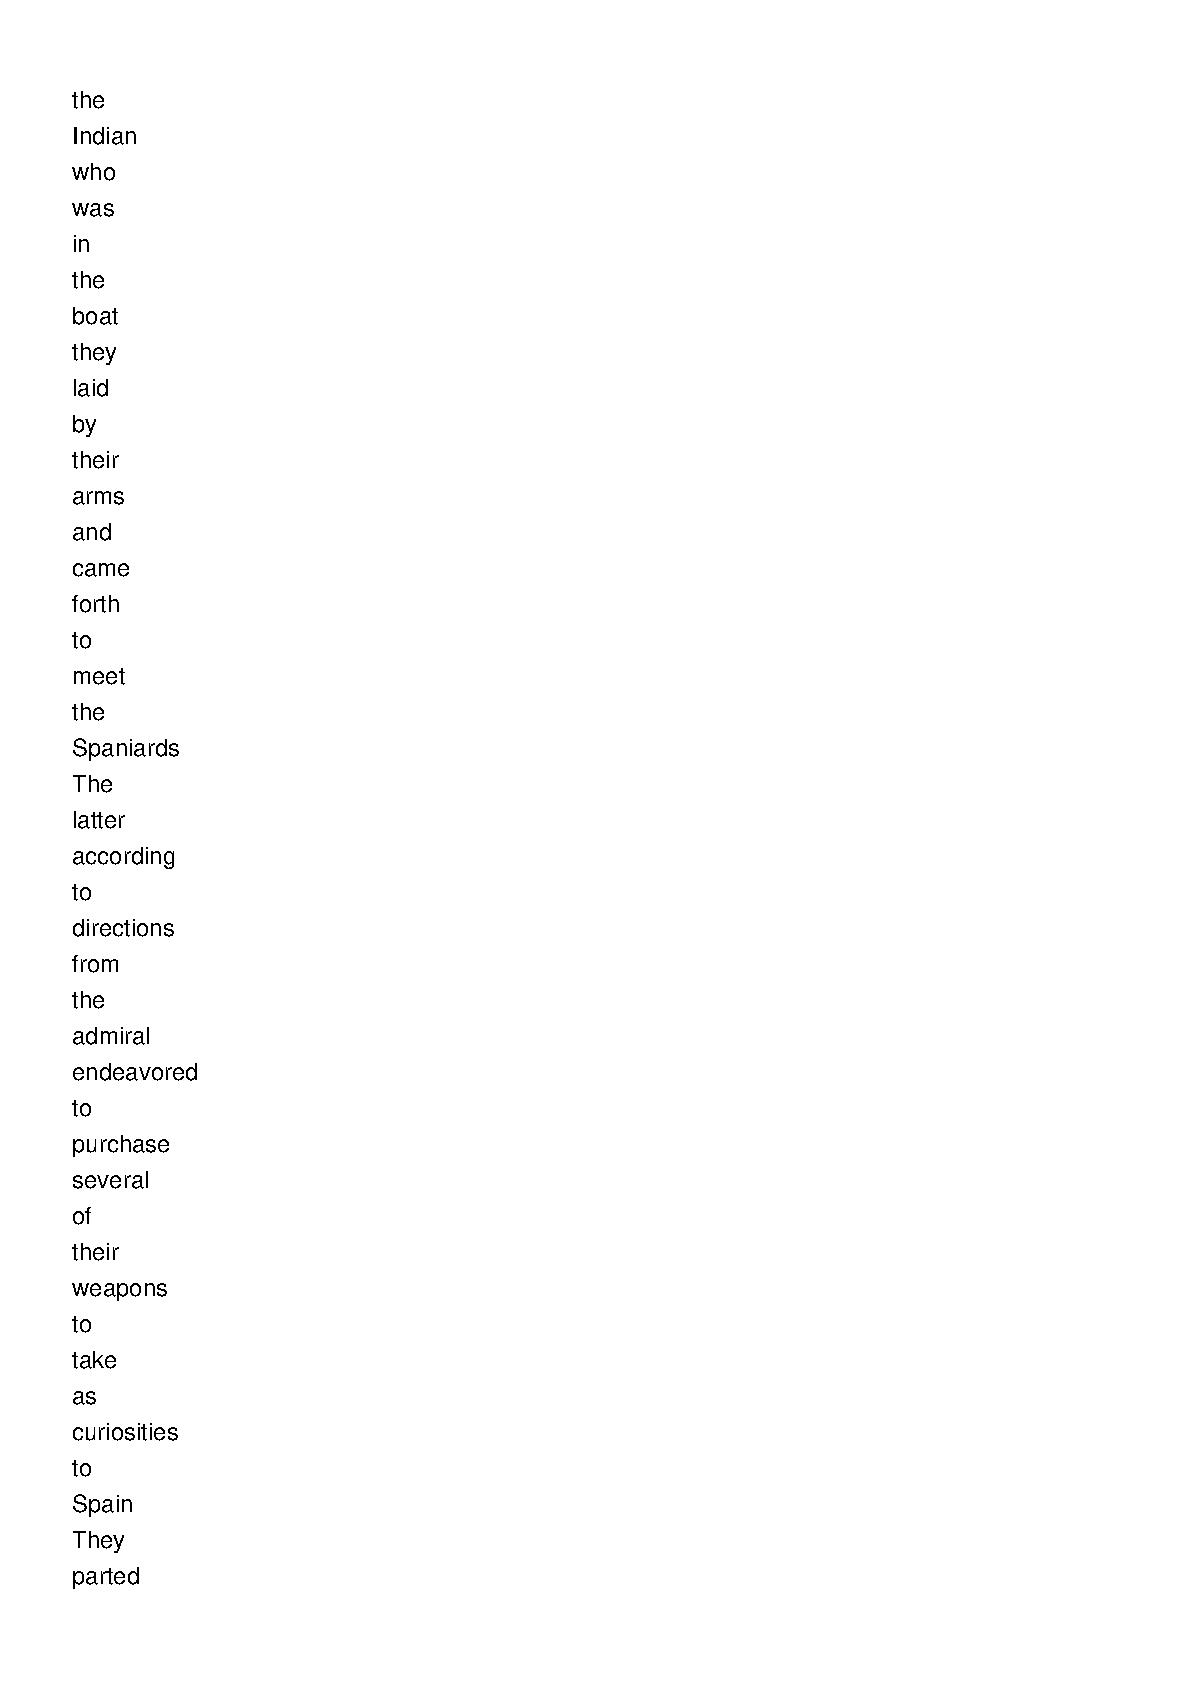 the
Indian
who
was
in
the
boat
they
laid
by
their
arms
and
came
forth
to
meet
the
Spaniards
The
latter
according
to
directions
from
the
admiral
endeavored
to
purchase
several
of
their
weapons
to
take
as
curiosities
to
Spain
They
parted